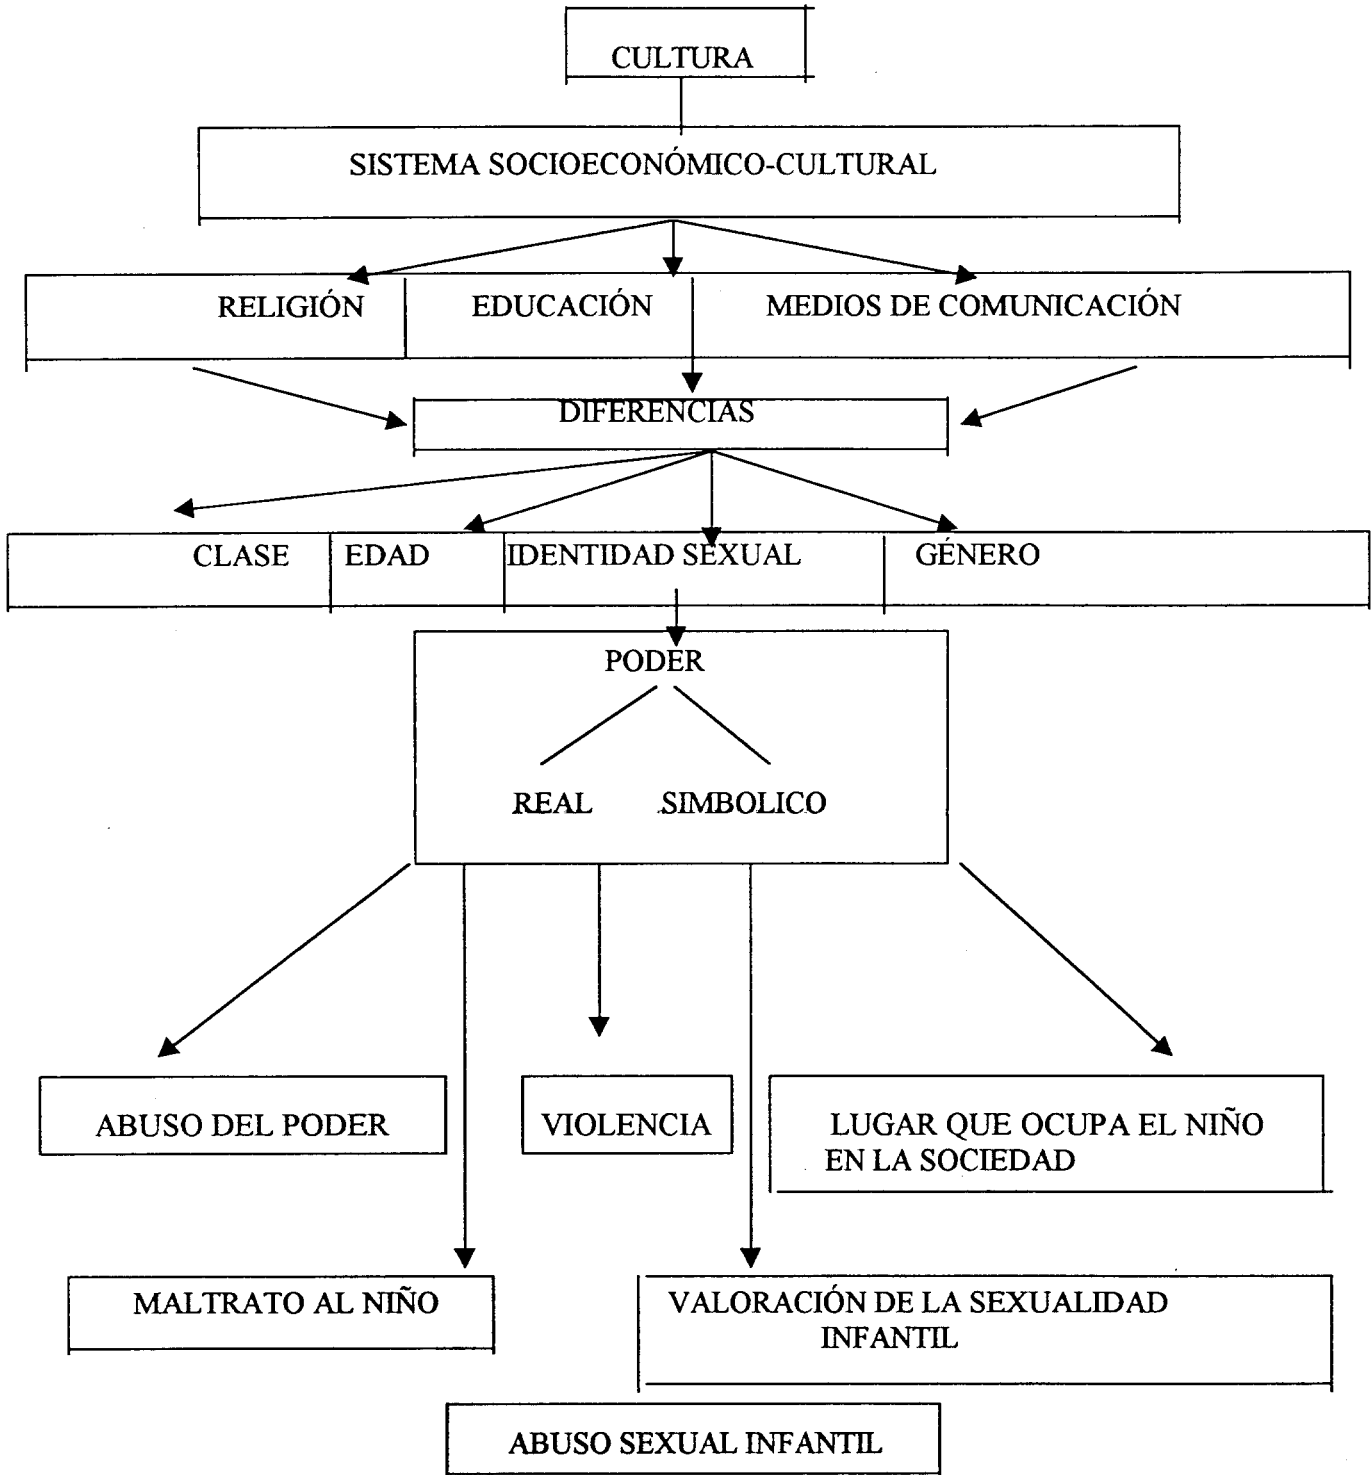 CULTURA
SISTEMA SOCIOECONÓMICO-CULTURAL
RELIGIÓN EDUCACIÓN MEDIOS DE COMUNICACIÓN
DIFERENCIAS
CLASE EDAD IDENTIDAD SEXUAL GÉNERO
PODER
REAL SIMBOLICO
ABUSO DEL PODER VIOLENCIA LUGAR QUE OCUPA EL NIÑO
EN LA SOCIEDAD
MALTRATO AL NIÑO VALORACIÓN DE LA SEXUALIDAD
INFANTIL
ABUSO SEXUAL INFANTIL